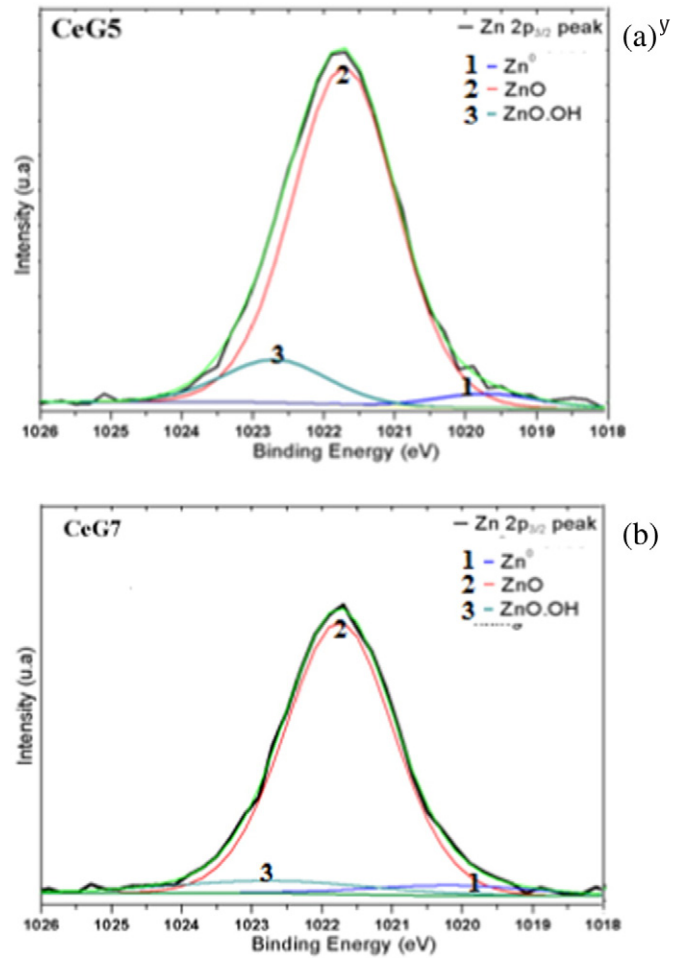 CeG5
— Zn 2p3/2 peak
(a)y
1 – Zn⁰
2 – ZnO
3 – ZnO.OH
2
3
1
Intensity (u.a)
1026 1025 1024 1023 1022 1021 1020 1019 1018
Binding Energy (eV)
CeG7
— Zn 2p3/2 peak
(b)
1 – Zn⁰
2 – ZnO
3 – ZnO.OH
2
3
1
Intensity (u.a)
1026 1025 1024 1023 1022 1021 1020 1019 1018
Binding Energy (eV)